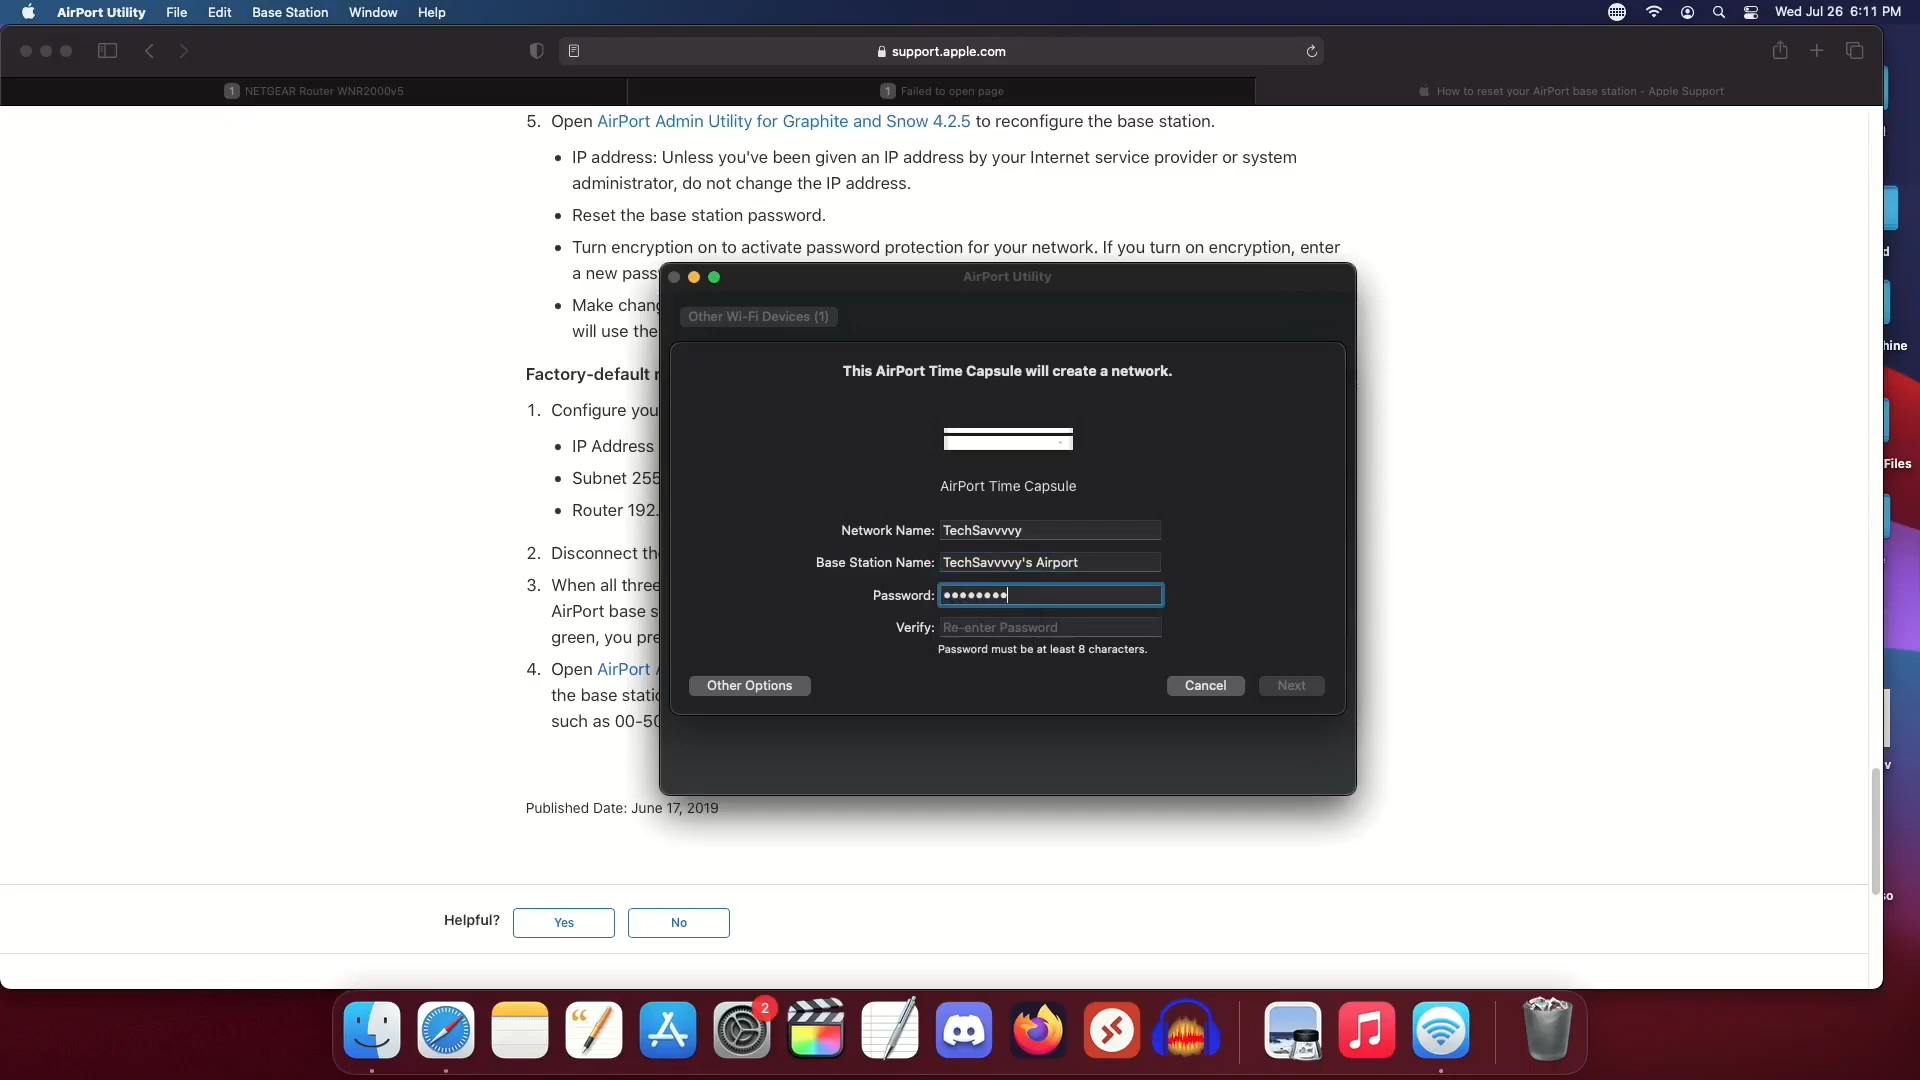 AirPort Utility File Edit Base Station Window Help Wed Jul 26 6:11 PM
support.apple.com
1 NETGEAR Router WNR2000v5 1 Failed to open page How to reset your AirPort base station - Apple Support
5. Open AirPort Admin Utility for Graphite and Snow 4.2.5 to reconfigure the base station.
• IP address: Unless you've been given an IP address by your Internet service provider or system
administrator, do not change the IP address.
• Reset the base station password.
• Turn encryption on to activate password protection for your network. If you turn on encryption, enter
a new pass
• Make chang
will use the
Factory-default r
1. Configure you
• IP Address
• Subnet 255
• Router 192.
2. Disconnect the
3. When all three
AirPort base s
green, you pre
4. Open AirPort A
the base statio
such as 00-50
Published Date: June 17, 2019
Helpful? Yes No
AirPort Utility
Other Wi-Fi Devices (1)
This AirPort Time Capsule will create a network.
AirPort Time Capsule
Network Name: TechSavvvvy
Base Station Name: TechSavvvvy's Airport
Password: ••••••••
Verify: Re-enter Password
Password must be at least 8 characters.
Other Options Cancel Next
d
hine
Files
v
so
2